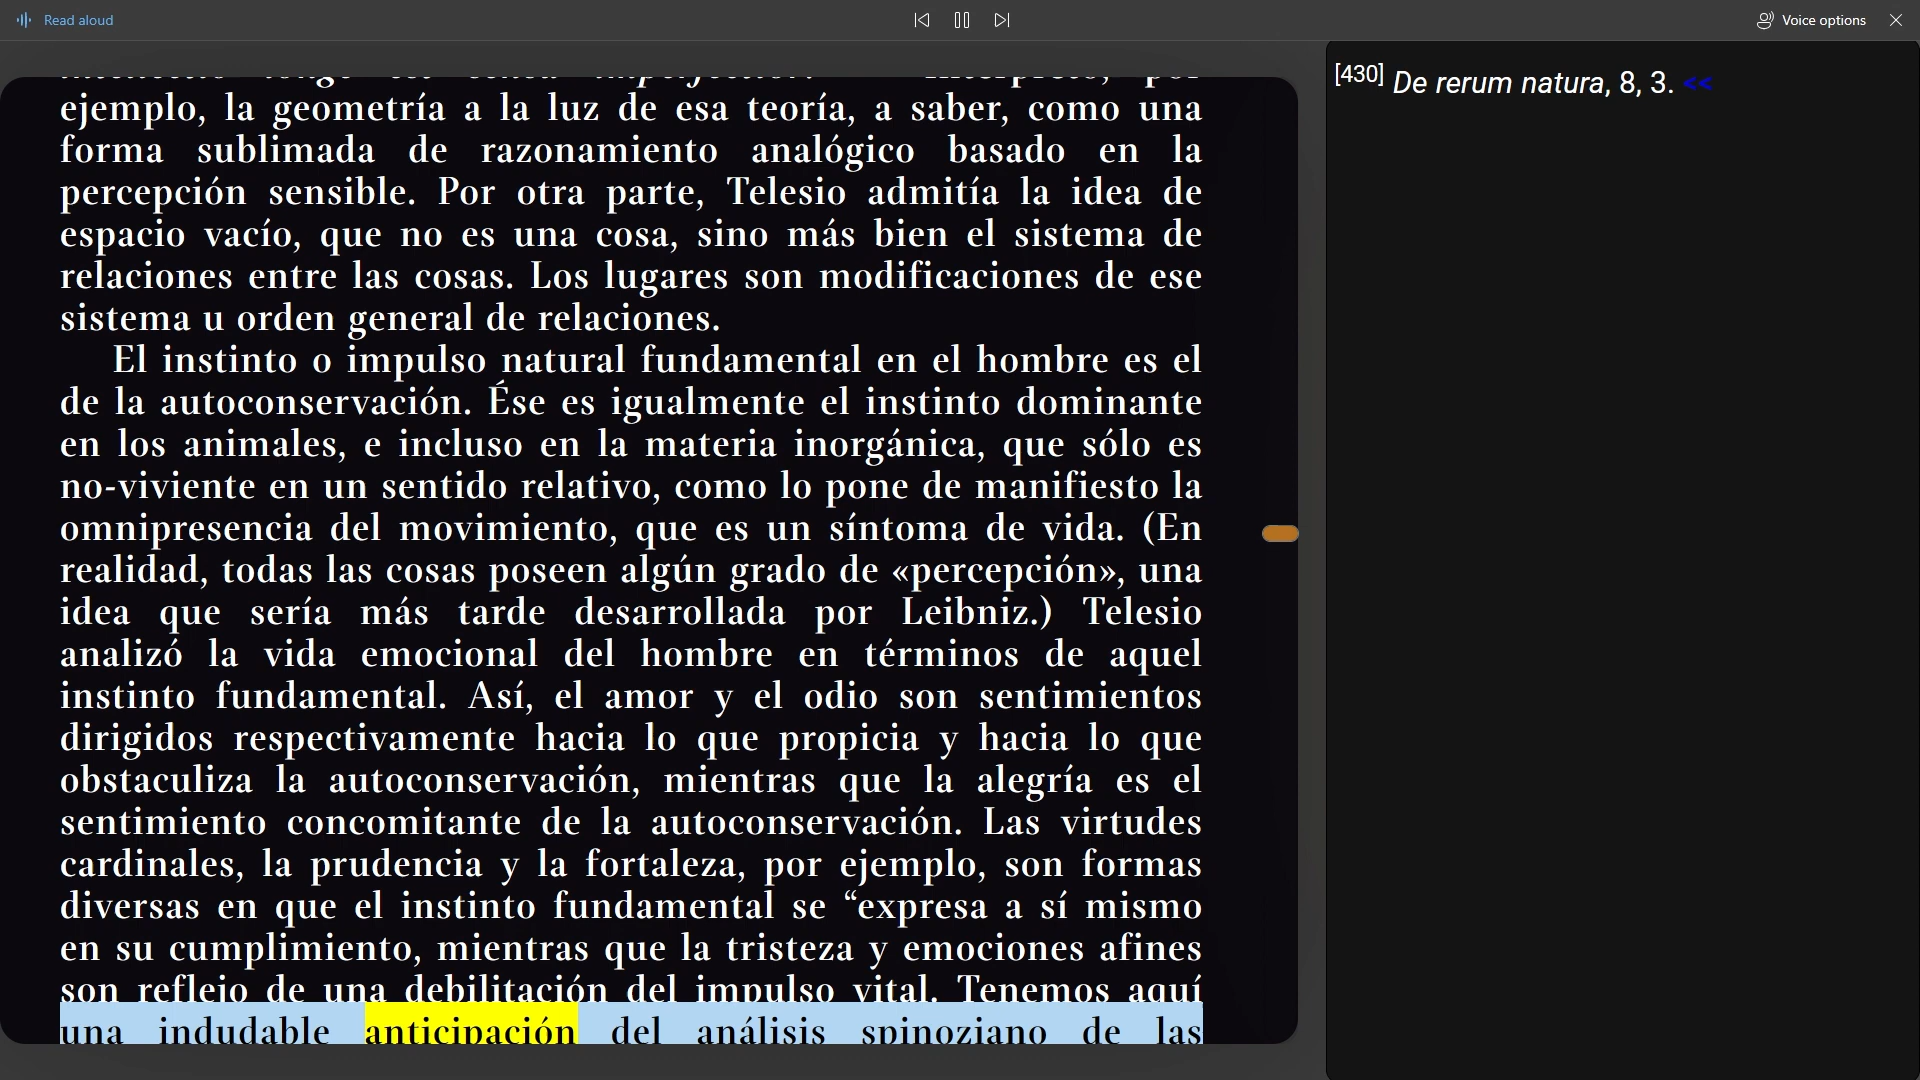 Read aloud
Voice options
ejemplo, la geometría a la luz de esa teoría, a saber, como una
forma sublimada de razonamiento analógico basado en la
percepción sensible. Por otra parte, Telesio admitía la idea de
espacio vacío, que no es una cosa, sino más bien el sistema de
relaciones entre las cosas. Los lugares son modificaciones de ese
sistema u orden general de relaciones.
El instinto o impulso natural fundamental en el hombre es el
de la autoconservación. Ése es igualmente el instinto dominante
en los animales, e incluso en la materia inorgánica, que sólo es
no-viviente en un sentido relativo, como lo pone de manifiesto la
omnipresencia del movimiento, que es un síntoma de vida. (En
realidad, todas las cosas poseen algún grado de «percepción», una
idea que sería más tarde desarrollada por Leibniz.) Telesio
analizó la vida emocional del hombre en términos de aquel
instinto fundamental. Así, el amor y el odio son sentimientos
dirigidos respectivamente hacia lo que propicia y hacia lo que
obstaculiza la autoconservación, mientras que la alegría es el
sentimiento concomitante de la autoconservación. Las virtudes
cardinales, la prudencia y la fortaleza, por ejemplo, son formas
diversas en que el instinto fundamental se “expresa a sí mismo
en su cumplimiento, mientras que la tristeza y emociones afines
son reflejo de una debilitación del impulso vital. Tenemos aquí
una indudable anticipación del análisis spinoziano de las
[430] De rerum natura, 8, 3. <<